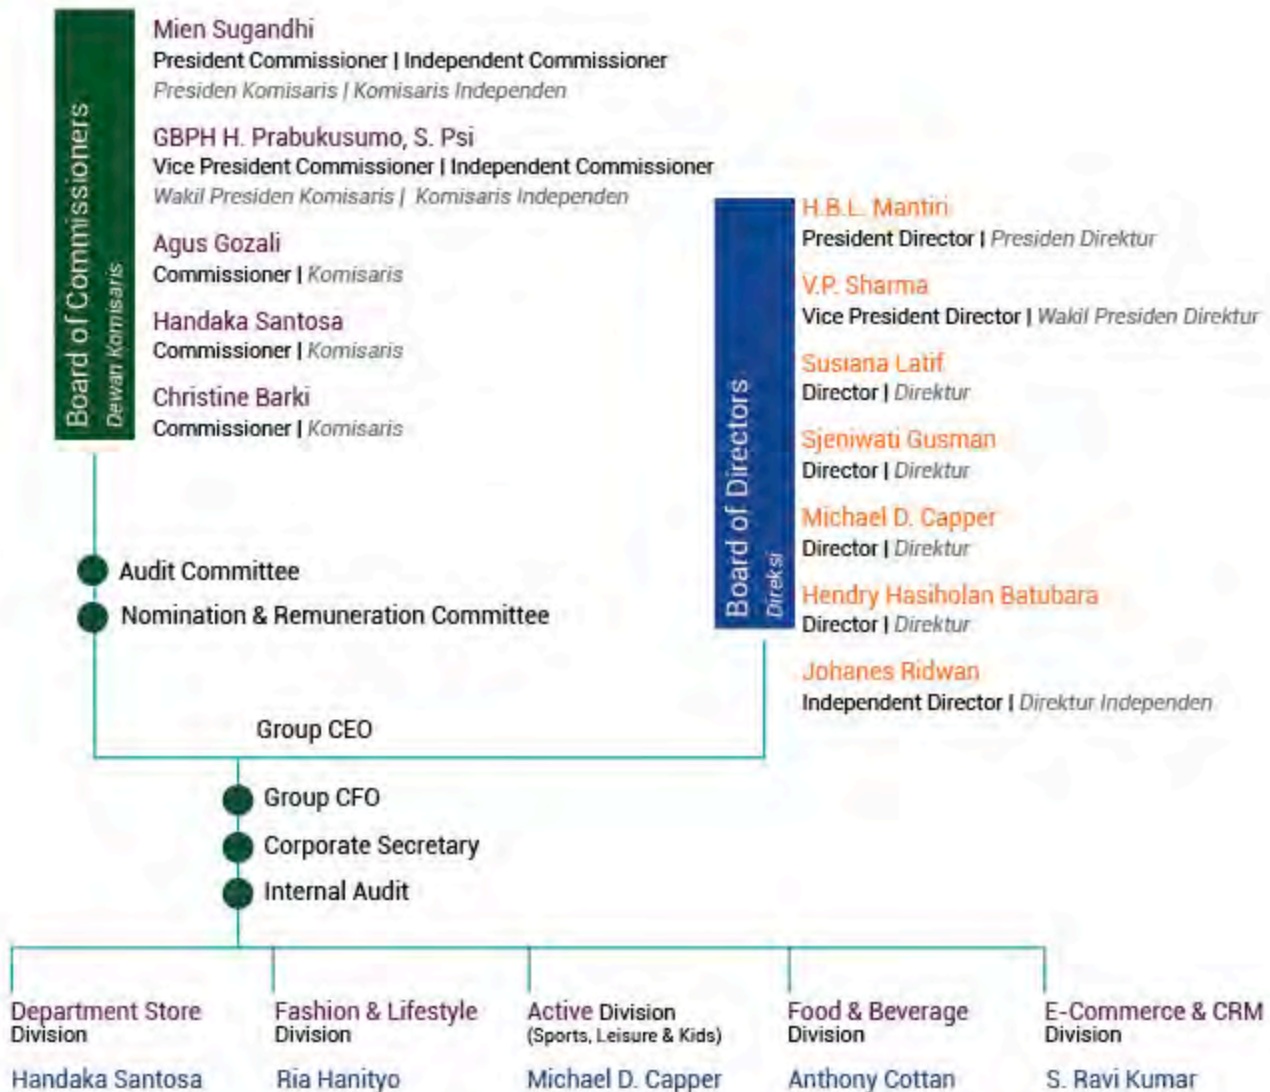 Board of Commissioners
Dewan Komisaris
Mien Sugandhi
President Commissioner | Independent Commissioner
Presiden Komisaris | Komisaris Independen
GBPH H. Prabukusumo, S. Psi
Vice President Commissioner | Independent Commissioner
Wakil Presiden Komisaris | Komisaris Independen
Agus Gozali
Commissioner | Komisaris
Handaka Santosa
Commissioner | Komisaris
Christine Barki
Commissioner | Komisaris
Board of Directors
Direksi
H.B.L. Mantiri
President Director | Presiden Direktur
V.P. Sharma
Vice President Director | Wakil Presiden Direktur
Susiana Latif
Director | Direktur
Sjeniwati Gusman
Director | Direktur
Michael D. Capper
Director | Direktur
Hendry Hasiholan Batubara
Director | Direktur
Johanes Ridwan
Independent Director | Direktur Independen
Audit Committee
Nomination & Remuneration Committee
Group CEO
Group CFO
Corporate Secretary
Internal Audit
Department Store
Division
Handaka Santosa
Fashion & Lifestyle
Division
Ria Hanityo
Active Division
(Sports, Leisure & Kids)
Michael D. Capper
Food & Beverage
Division
Anthony Cottan
E-Commerce & CRM
Division
S. Ravi Kumar